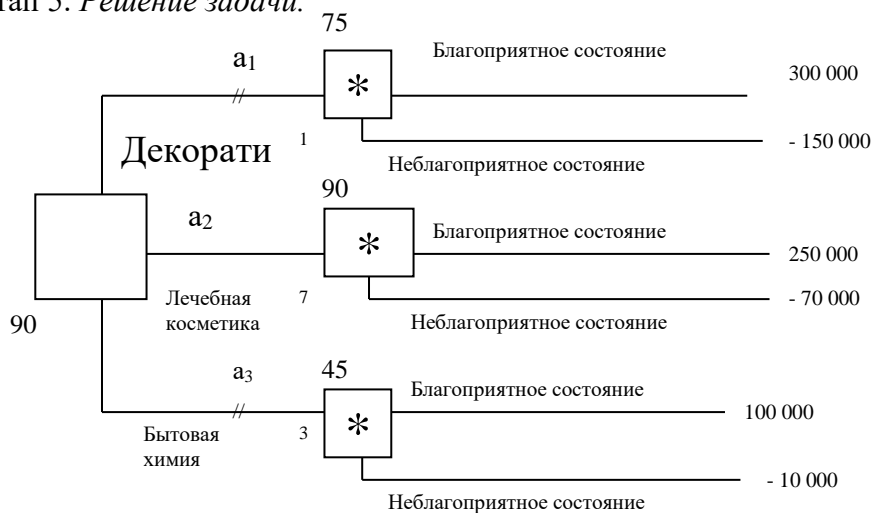 тап 5. Решение задачи.
75
a1
Благоприятное состояние
300 000
*
//
1
- 150 000
Декорати
Неблагоприятное состояние
90
a2
Благоприятное состояние
*
250 000
Лечебная
косметика
7
- 70 000
90
Неблагоприятное состояние
a3
45
Благоприятное состояние
//
*
100 000
Бытовая
химия
3
- 10 000
Неблагоприятное состояние